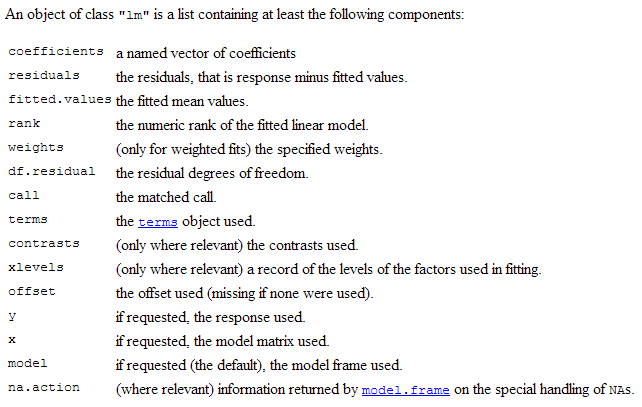 An object of class "lm" is a list containing at least the following components:
coefficients a named vector of coefficients
residuals the residuals, that is response minus fitted values.
fitted.values the fitted mean values.
rank the numeric rank of the fitted linear model.
weights (only for weighted fits) the specified weights.
df.residual the residual degrees of freedom.
call the matched call.
terms the terms object used.
contrasts (only where relevant) the contrasts used.
xlevels (only where relevant) a record of the levels of the factors used in fitting.
offset the offset used (missing if none were used).
y if requested, the response used.
x if requested, the model matrix used.
model if requested (the default), the model frame used.
na.action (where relevant) information returned by model.frame on the special handling of NAs.